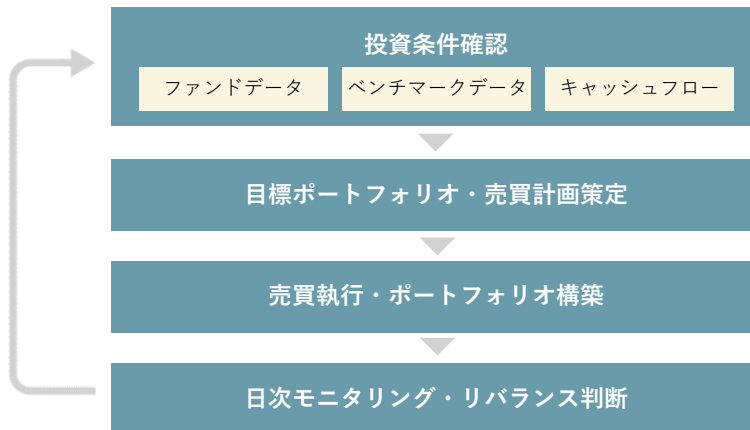 投資条件確認
ファンドデータ ベンチマークデータ キャッシュフロー
目標ポートフォリオ・売買計画策定
売買執行・ポートフォリオ構築
日次モニタリング・リバランス判断